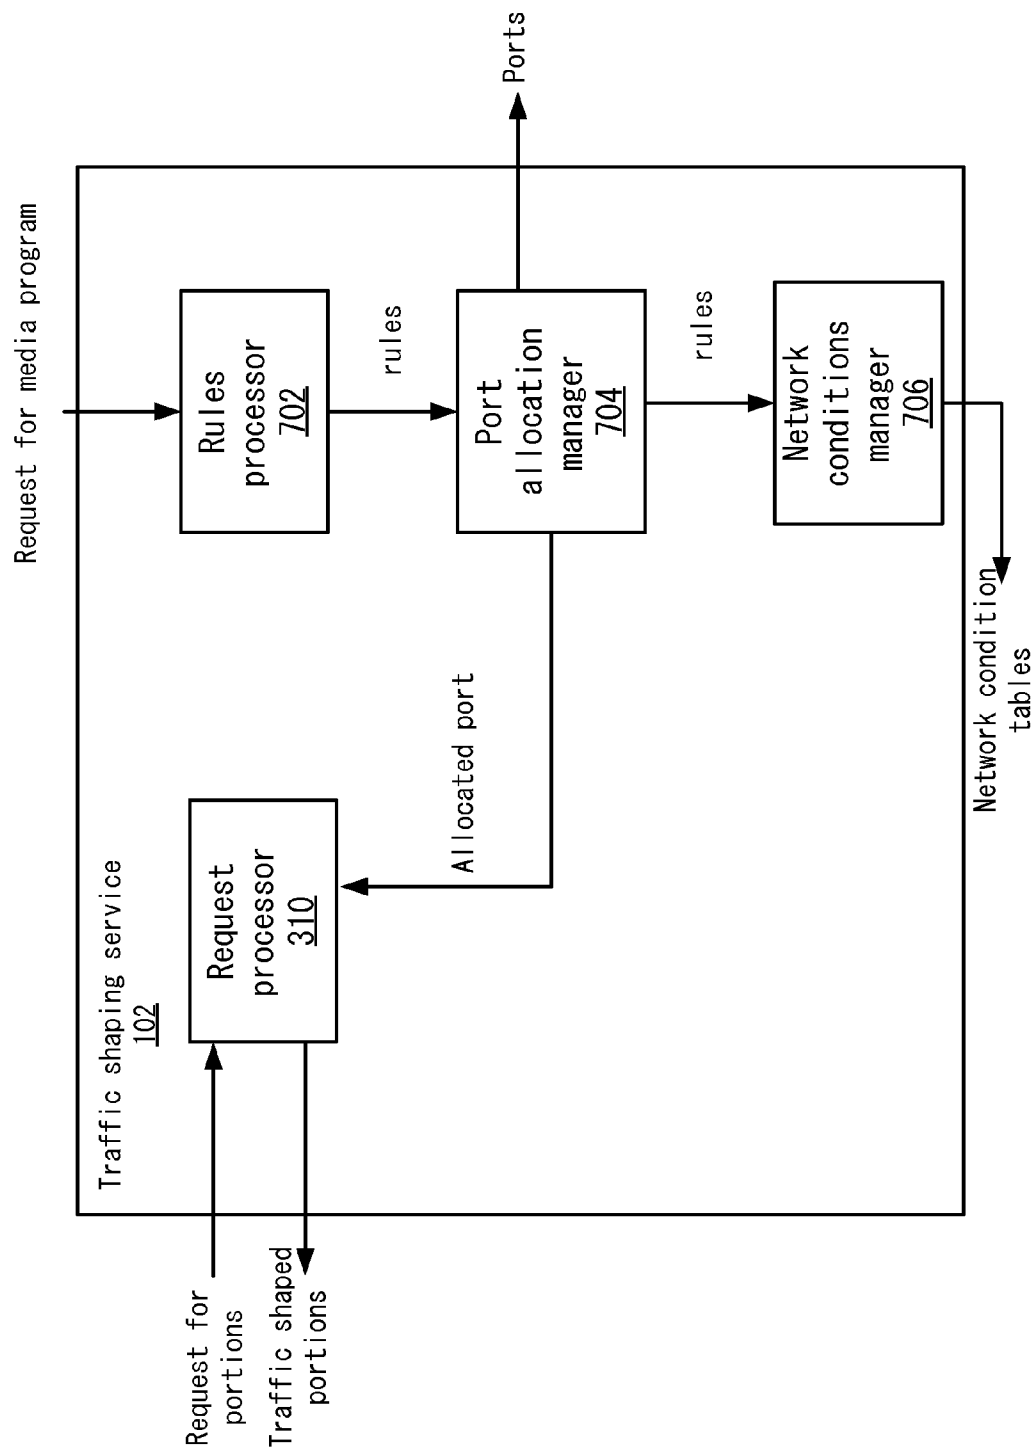 Request for media program
Traffic shaping service
102
Request for
portions
Traffic shaped
portions
Request
processor
310
Rules
processor
702
rules
Allocated port
Port
allocation
manager
704
Ports
rules
Network
conditions
manager
706
Network condition
tables